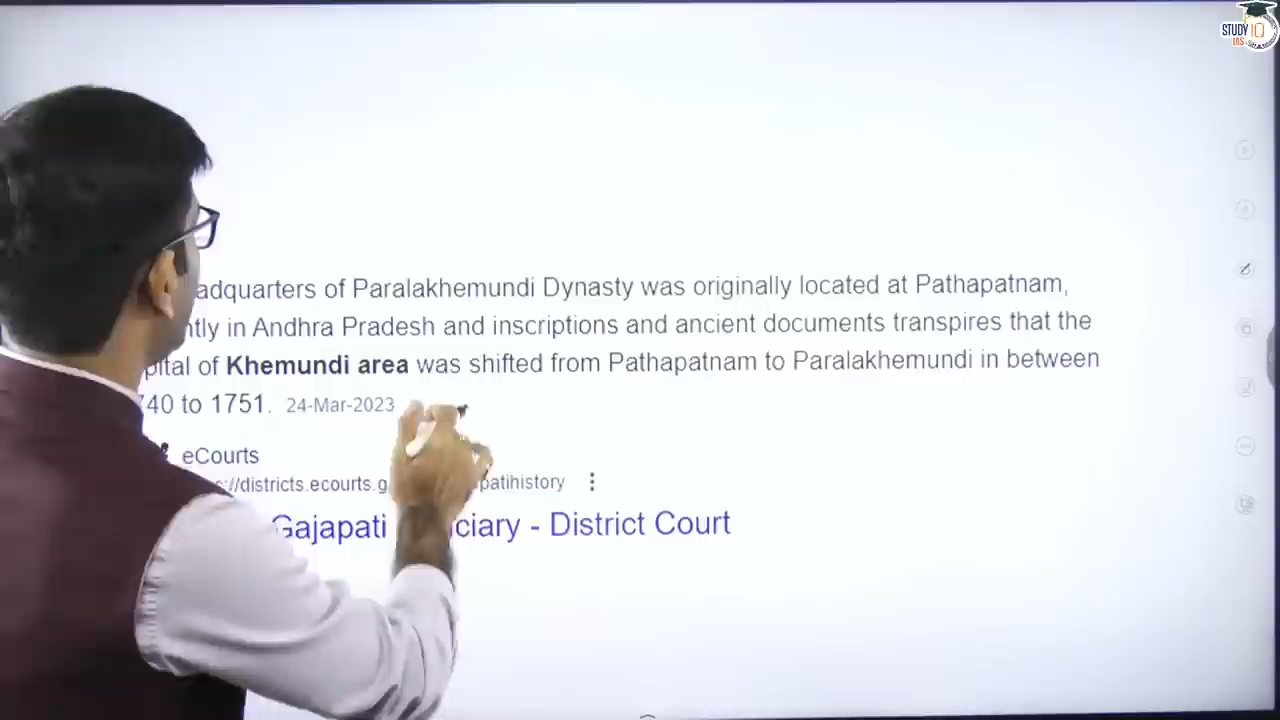 STUDY IQ
IAS
adquarters of Paralakhemundi Dynasty was originally located at Pathapatnam,
ntly in Andhra Pradesh and inscriptions and ancient documents transpires that the
pital of Khemundi area was shifted from Pathapatnam to Paralakhemundi in between
40 to 1751. 24-Mar-2023
eCourts
://districts.ecourts.g patihistory
Gajapati ciary - District Court